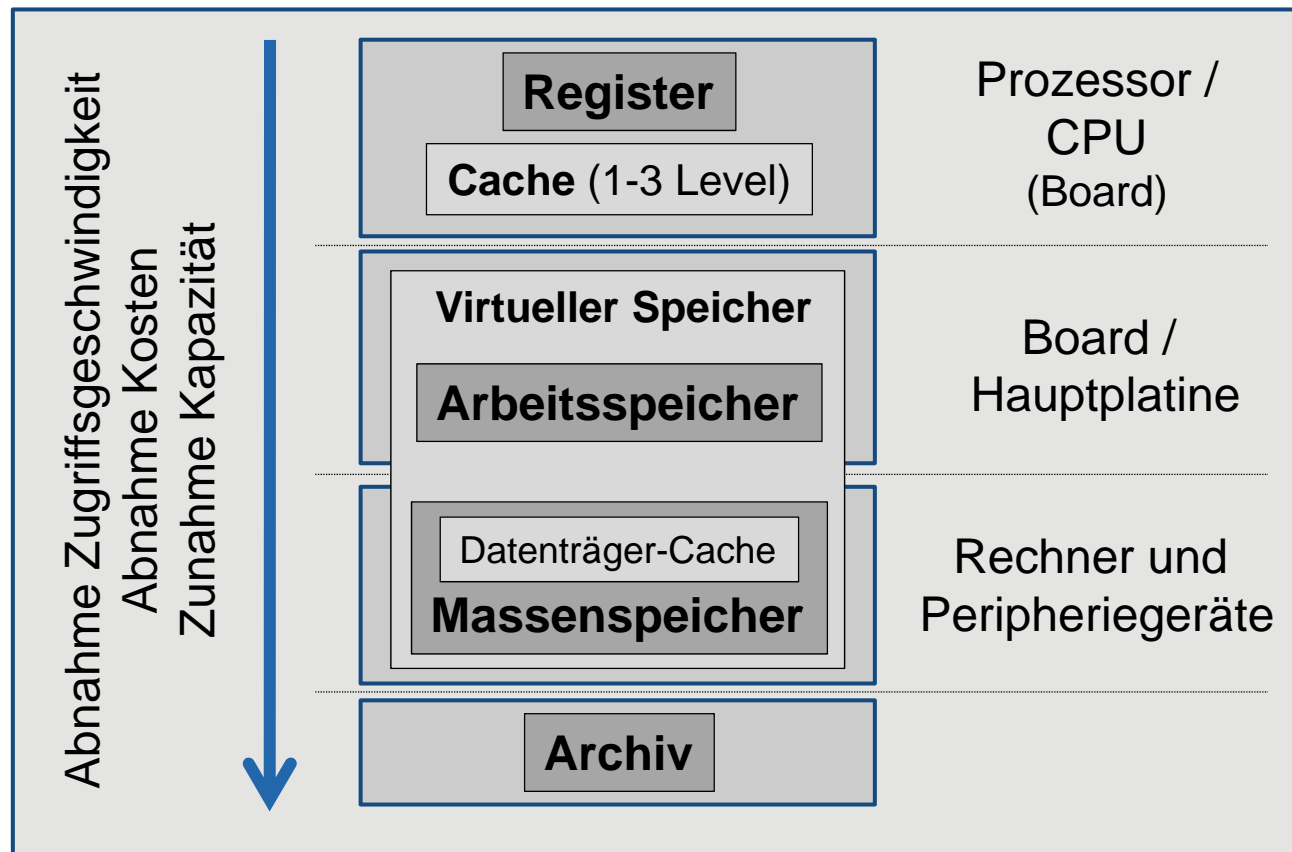 Abnahme Zugriffsgeschwindigkeit
Abnahme Kosten
Zunahme Kapazität
Register
Cache (1-3 Level)
Prozessor /
CPU
(Board)
Virtueller Speicher
Arbeitsspeicher
Board /
Hauptplatine
Datenträger-Cache
Massenspeicher
Rechner und
Peripheriegeräte
Archiv